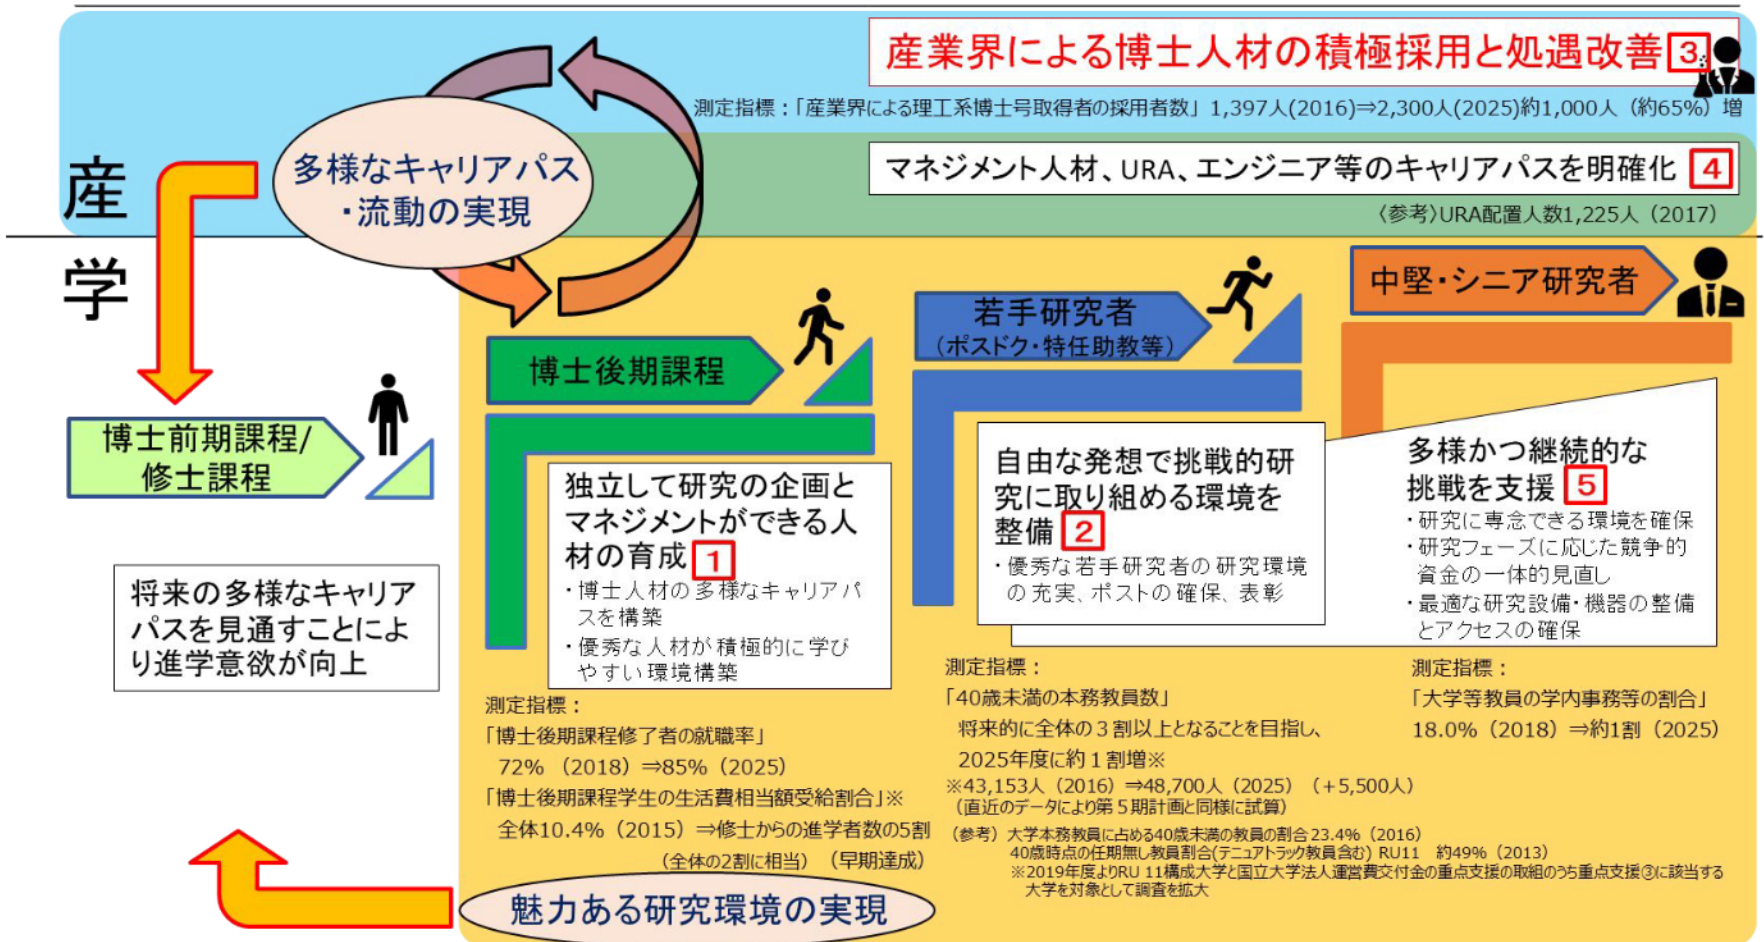 産業界による博士人材の積極採用と処遇改善 3
測定指標：「産業界による理工系博士号取得者の採用者数」1,397人(2016)⇒2,300人(2025)約1,000人（約65%）増
産
多様なキャリアパス
・流動の実現
マネジメント人材、URA、エンジニア等のキャリアパスを明確化 4
〈参考〉URA配置人数1,225人（2017）
学
博士前期課程/
修士課程
将来の多様なキャリア
パスを見通すことによ
り進学意欲が向上
博士後期課程
独立して研究の企画と
マネジメントができる人
材の育成 1
・博士人材の多様なキャリアパ
スを構築
・優秀な人材が積極的に学び
やすい環境構築
測定指標：
「博士後期課程修了者の就職率」
72%（2018）⇒85%（2025）
「博士後期課程学生の生活費相当額受給割合」※
全体10.4%（2015）⇒修士からの進学者数の5割
（全体の2割に相当）（早期達成）
若手研究者
（ポスドク・特任助教等）
自由な発想で挑戦的研
究に取り組める環境を
整備 2
・優秀な若手研究者の研究環境
の充実、ポストの確保、表彰
測定指標：
「40歳未満の本務教員数」
将来的に全体の３割以上となることを目指し、
2025年度に約１割増※
※43,153人（2016）⇒48,700人（2025）（+5,500人）
（直近のデータにより第５期計画と同様に試算）
（参考）大学本務教員に占める40歳未満の教員の割合 23.4%（2016）
40歳時点の任期無し教員割合(テニュアトラック教員含む) RU11　約49%（2013）
※2019年度よりRU 11構成大学と国立大学法人運営費交付金の重点支援の取組のうち重点支援③に該当する
大学を対象として調査を拡大
中堅・シニア研究者
多様かつ継続的な
挑戦を支援 5
・研究に専念できる環境を確保
・研究フェーズに応じた競争的
資金の一体的見直し
・最適な研究設備・機器の整備
とアクセスの確保
測定指標：
「大学等教員の学内事務等の割合」
18.0%（2018）⇒約1割（2025）
魅力ある研究環境の実現